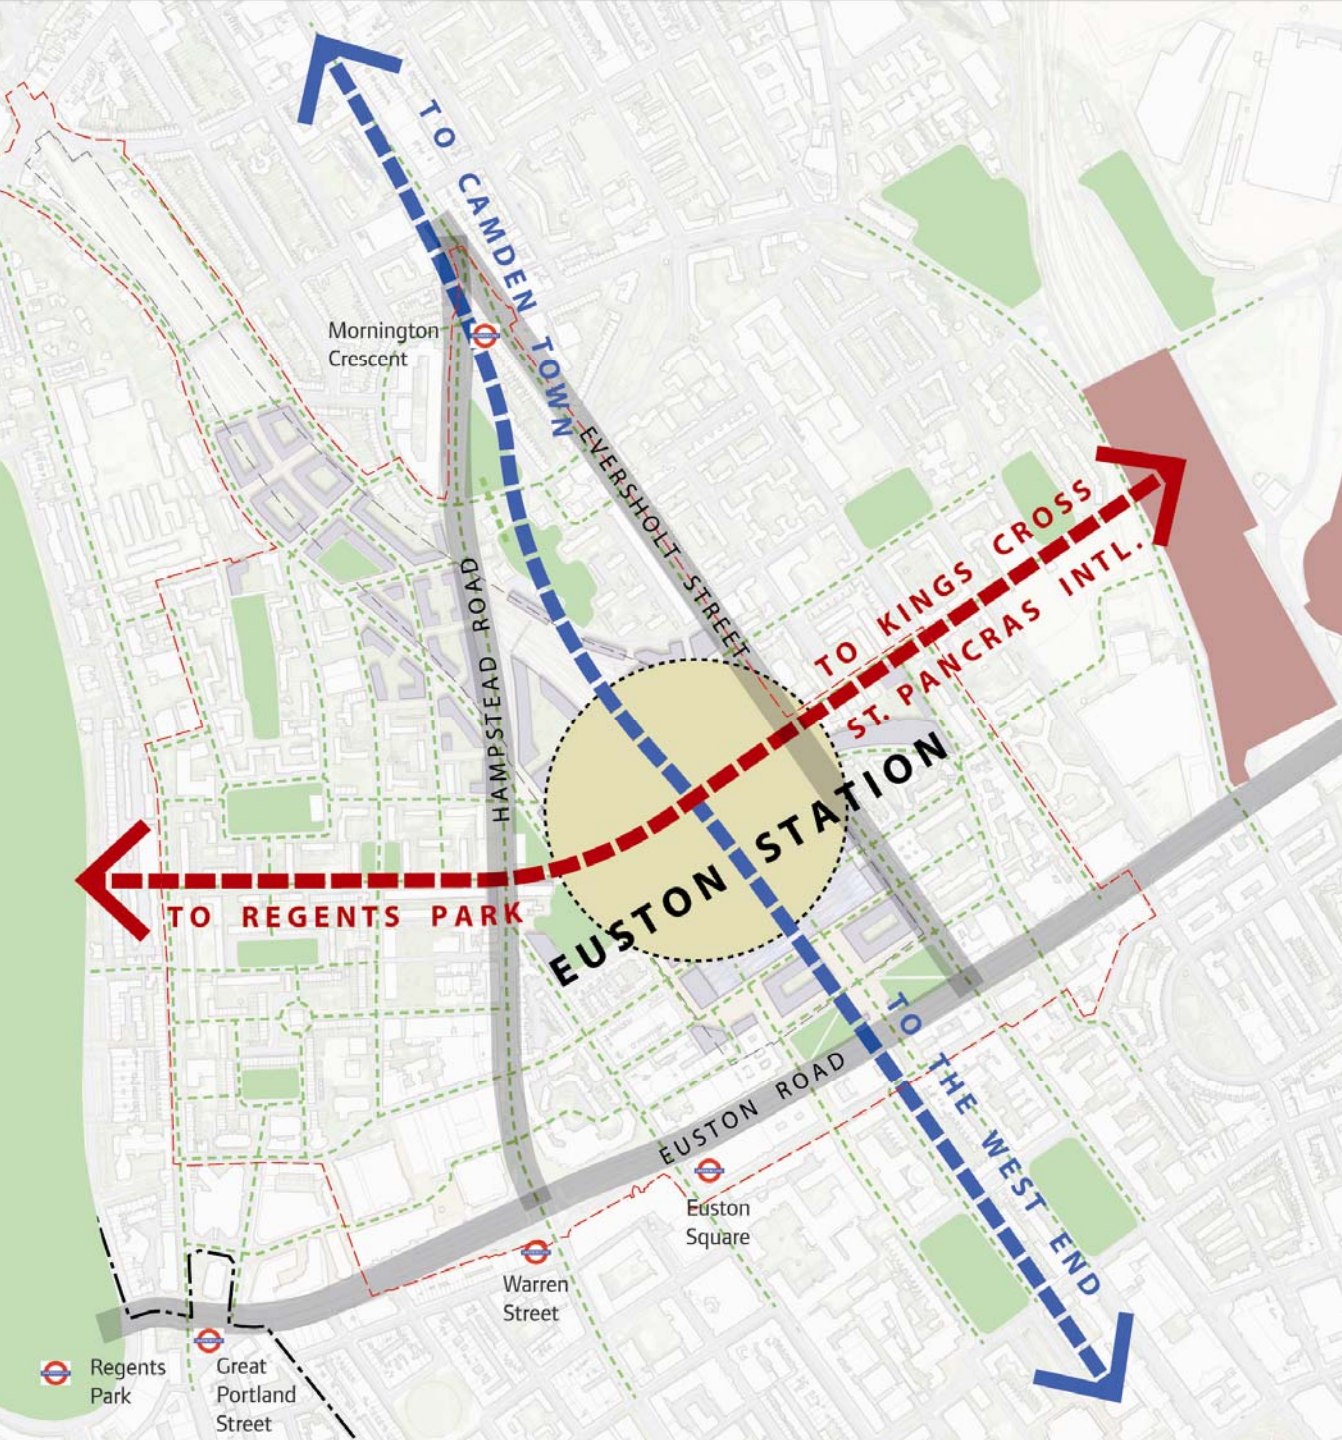 TO CAMDEN TOWN
Mornington
Crescent
EVERSHOLT STREET
HAMPSTEAD ROAD
TO KINGS CROSS
ST. PANCRAS INTL.
EUSTON STATION
TO REGENTS PARK
TO THE WEST END
EUSTON ROAD
Euston
Square
Warren
Street
Regents
Park
Great
Portland
Street